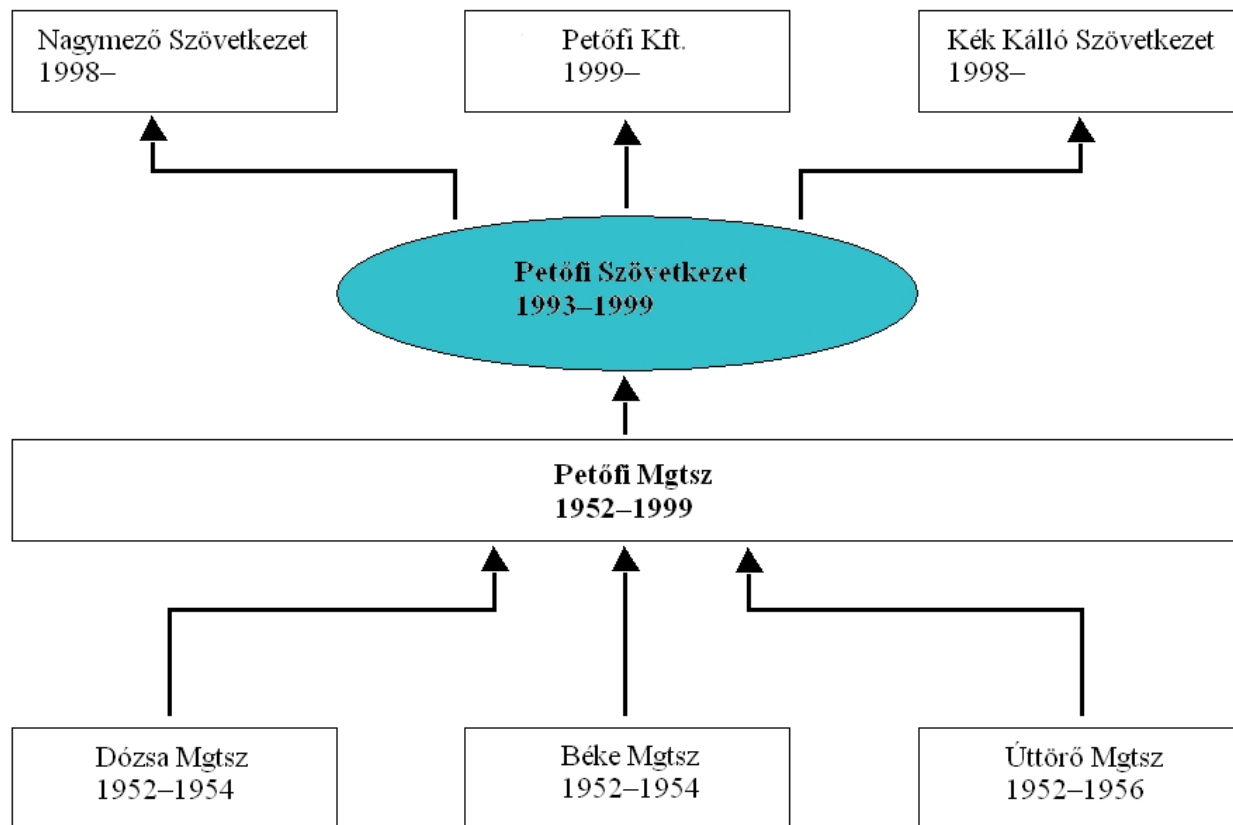 Nagymező Szövetkezet
1998–
Petőfi Kft.
1999–
Kék Kálló Szövetkezet
1998–
Petőfi Szövetkezet
1993–1999
Petőfi Mgtsz
1952–1999
Dózsa Mgtsz
1952–1954
Béke Mgtsz
1952–1954
Úttörő Mgtsz
1952–1956